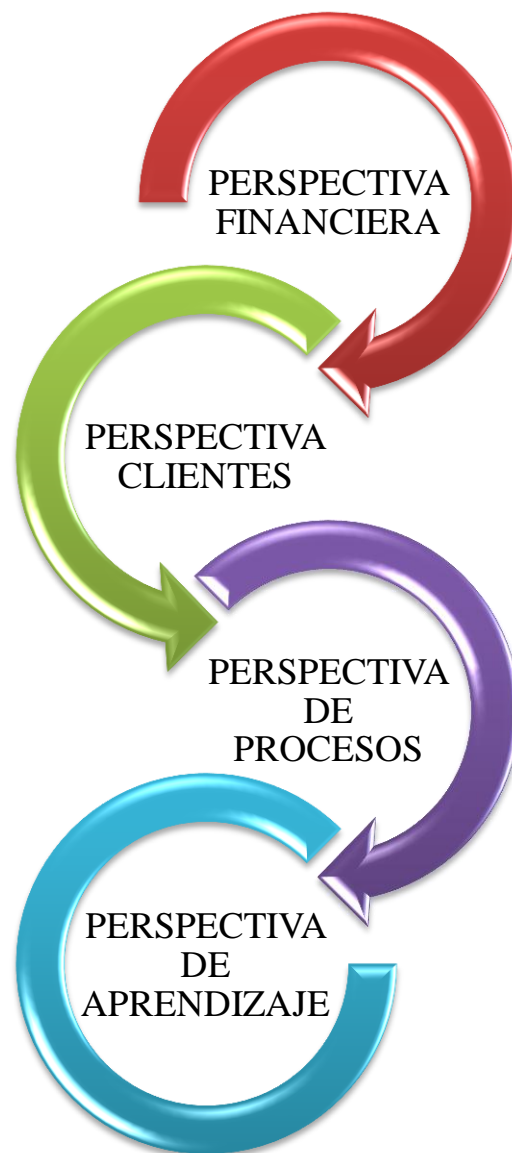 PERSPECTIVA
FINANCIERA
PERSPECTIVA
CLIENTES
PERSPECTIVA
DE
PROCESOS
PERSPECTIVA
DE
APRENDIZAJE